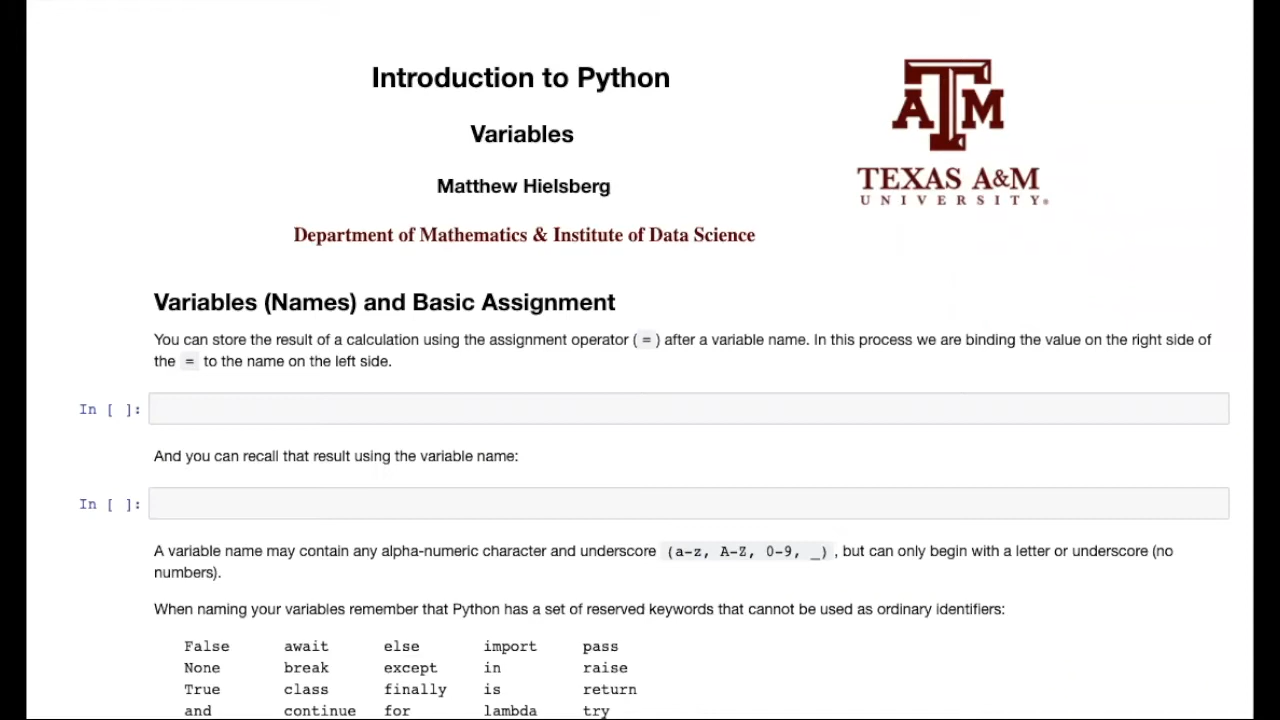 Introduction to Python
Variables
Matthew Hielsberg
Department of Mathematics & Institute of Data Science
ATM
TEXAS A&M
UNIVERSITY®
Variables (Names) and Basic Assignment
You can store the result of a calculation using the assignment operator ( = ) after a variable name. In this process we are binding the value on the right side of
the = to the name on the left side.
In [ ]:
And you can recall that result using the variable name:
In [ ]:
A variable name may contain any alpha-numeric character and underscore (a-z, A-Z, 0-9, _) , but can only begin with a letter or underscore (no
numbers).
When naming your variables remember that Python has a set of reserved keywords that cannot be used as ordinary identifiers:
False await else import pass
None break except in raise
True class finally is return
and continue for lambda try